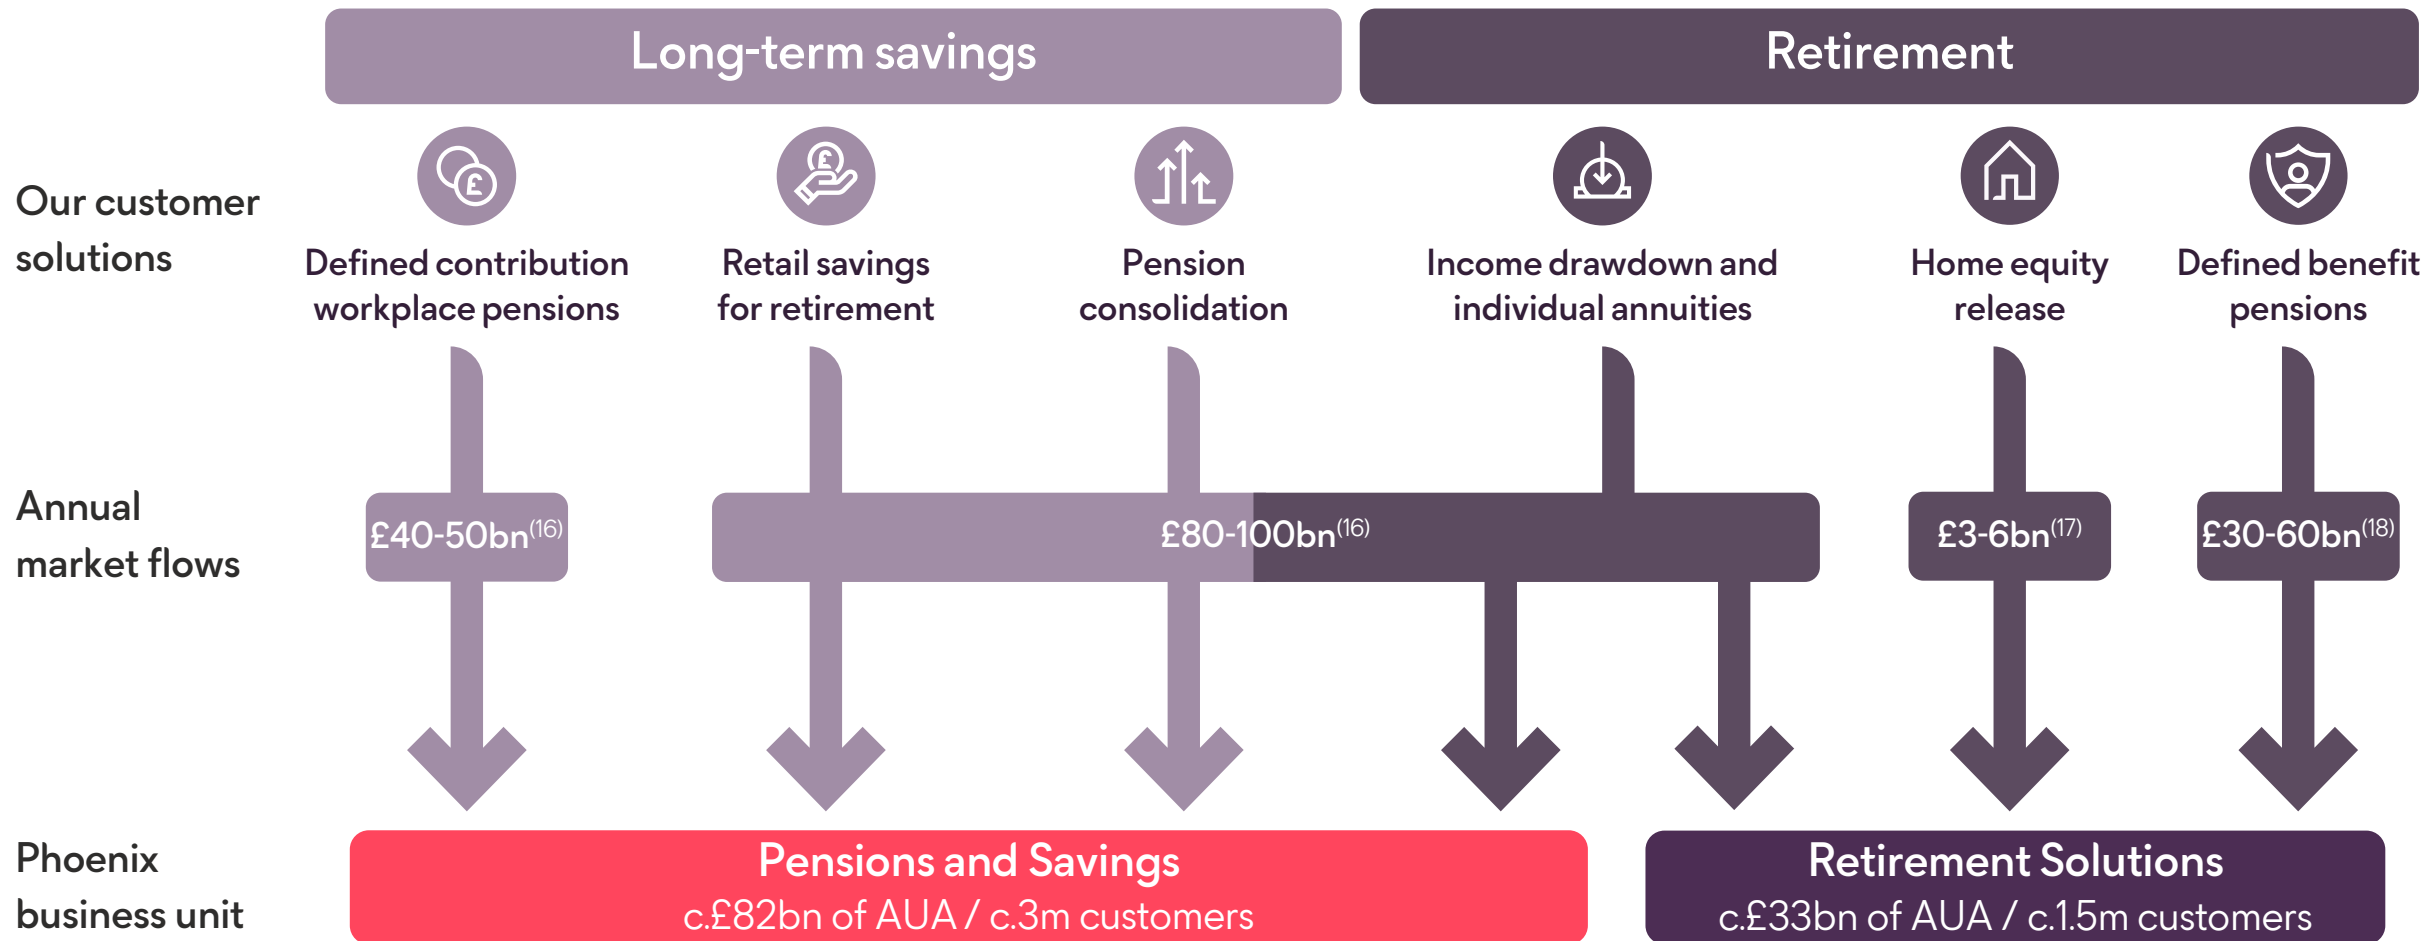 Long-term savings
Retirement
Our customer
solutions
Defined contribution
workplace pensions
Retail savings
for retirement
Pension
consolidation
Income drawdown and
individual annuities
Home equity
release
Defined benefit
pensions
Annual
market flows
£40-50bn(16)
£80-100bn(16)
£3-6bn(17)
£30-60bn(18)
Phoenix
business unit
Pensions and Savings
c.£82bn of AUA / c.3m customers
Retirement Solutions
c.£33bn of AUA / c.1.5m customers